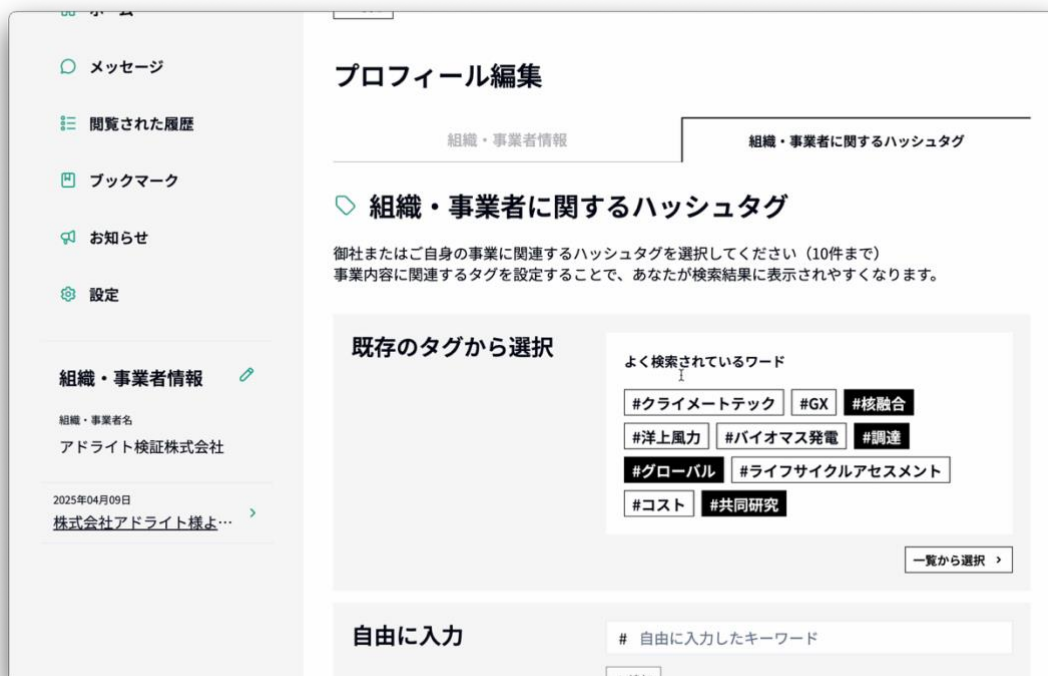 ホーム
メッセージ
閲覧された履歴
ブックマーク
お知らせ
設定
組織・事業者情報
組織・事業者名
アドライト検証株式会社
2025年04月09日
株式会社アドライト様よ…
プロフィール編集
組織・事業者情報
組織・事業者に関するハッシュタグ
組織・事業者に関するハッシュタグ
御社またはご自身の事業に関連するハッシュタグを選択してください（10件まで）
事業内容に関連するタグを設定することで、あなたが検索結果に表示されやすくなります。
既存のタグから選択
よく検索されているワード
#クライメートテック #GX #核融合
#洋上風力 #バイオマス発電 #調達
#グローバル #ライフサイクルアセスメント
#コスト #共同研究
一覧から選択 ›
自由に入力
# 自由に入力したキーワード